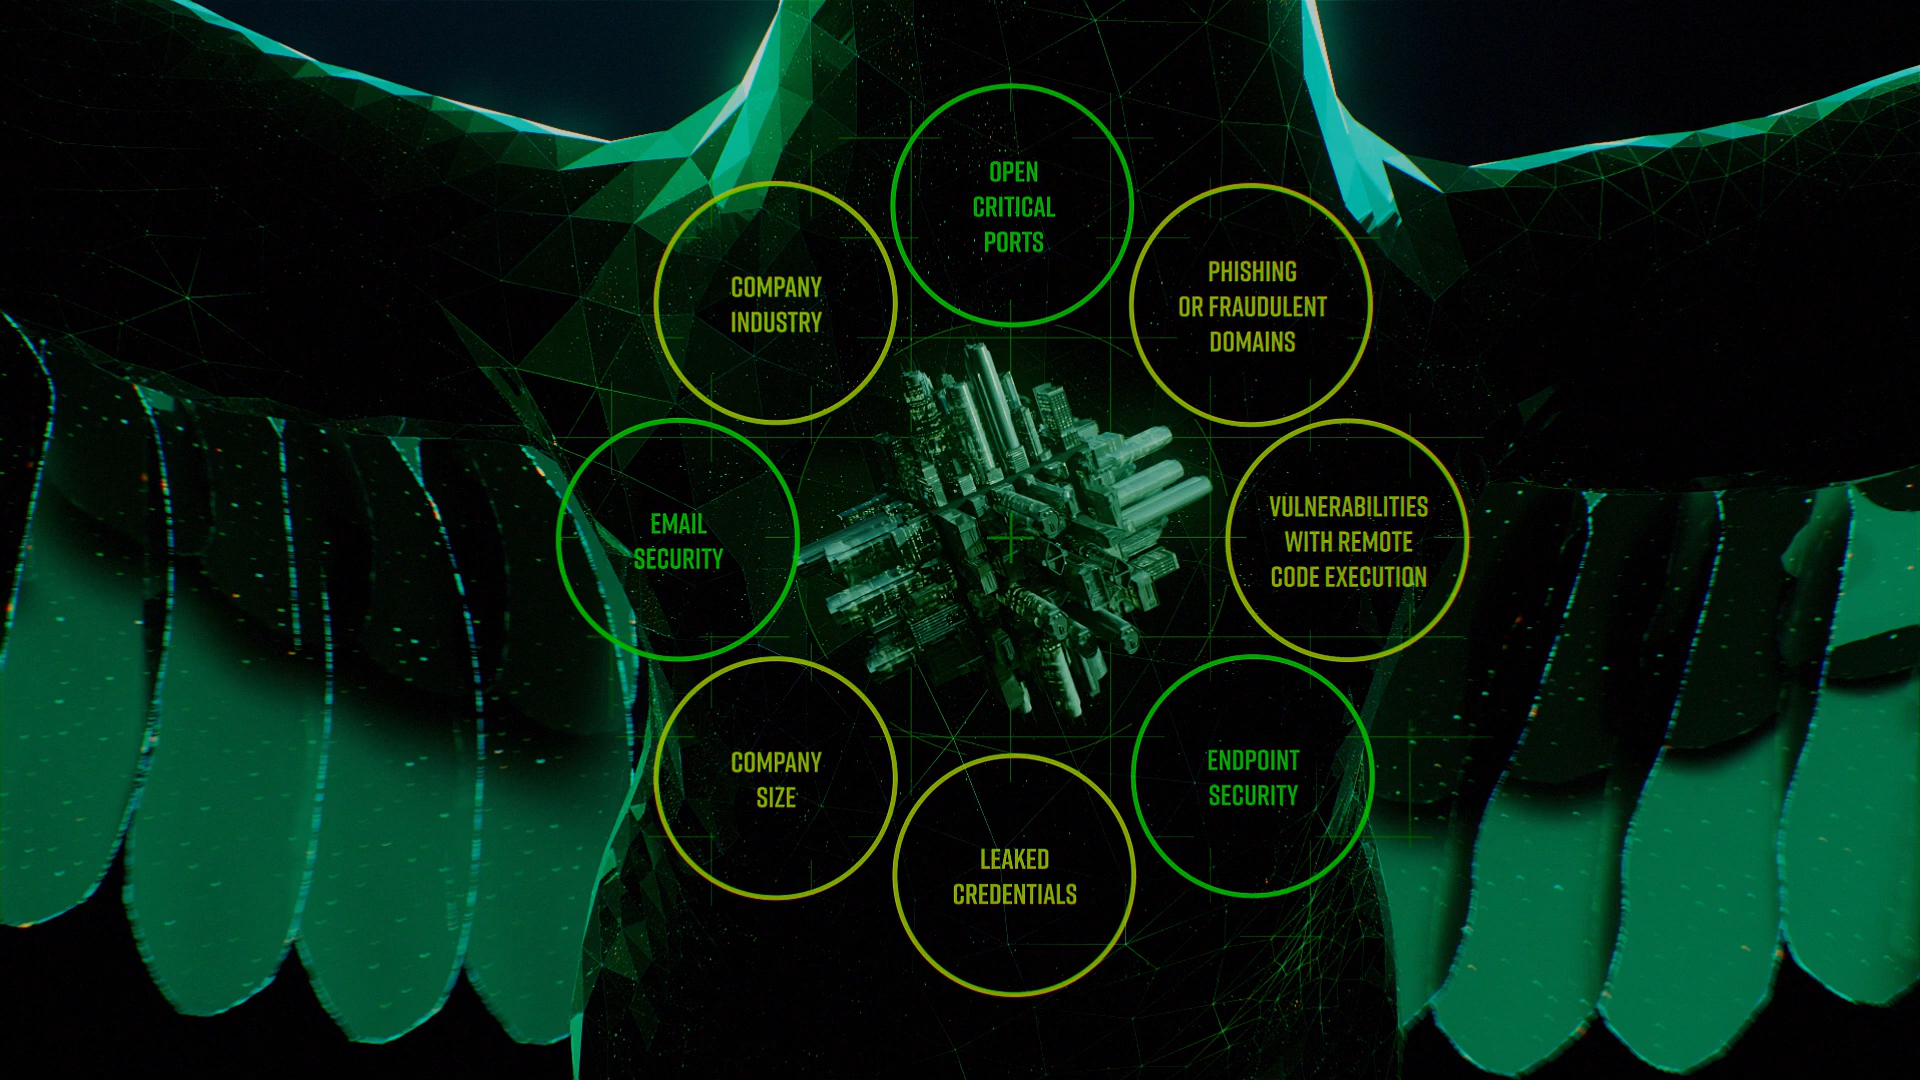 OPEN
CRITICAL
PORTS
PHISHING
OR FRAUDULENT
DOMAINS
VULNERABILITIES
WITH REMOTE
CODE EXECUTION
ENDPOINT
SECURITY
LEAKED
CREDENTIALS
COMPANY
SIZE
EMAIL
SECURITY
COMPANY
INDUSTRY